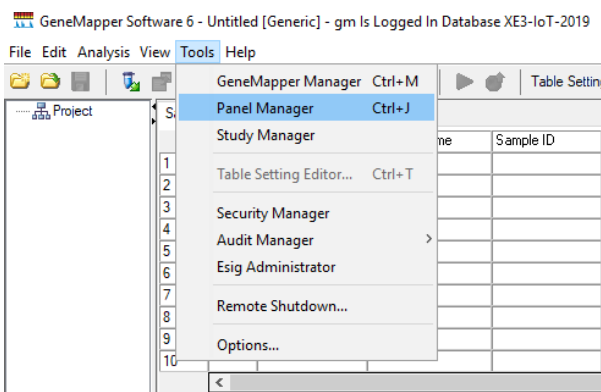 GeneMapper Software 6 - Untitled [Generic] - gm Is Logged In Database XE3-IoT-2019
File Edit Analysis View Tools Help
Table Settin
Project
GeneMapper Manager Ctrl+M
Panel Manager Ctrl+J
Study Manager
Table Setting Editor... Ctrl+T
Security Manager
Audit Manager
Esig Administrator
Remote Shutdown...
Options...
me Sample ID
1
2
3
4
5
6
7
8
9
10